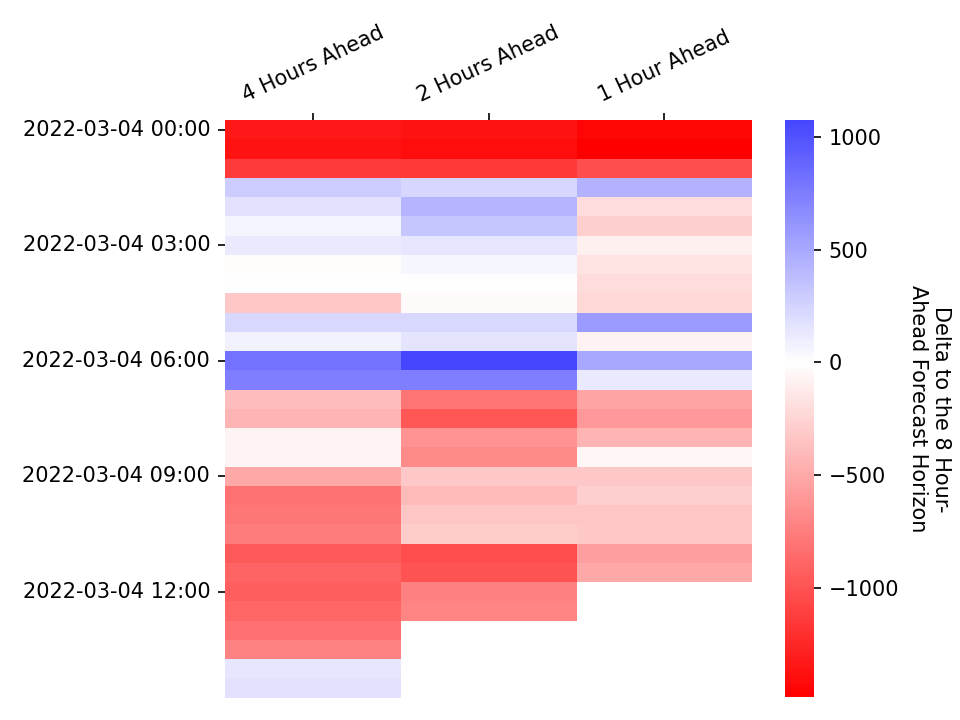 4 Hours Ahead
2 Hours Ahead
1 Hour Ahead
2022-03-04 00:00
2022-03-04 03:00
2022-03-04 06:00
2022-03-04 09:00
2022-03-04 12:00
1000
500
0
−500
−1000
Delta to the 8 Hour-
Ahead Forecast Horizon